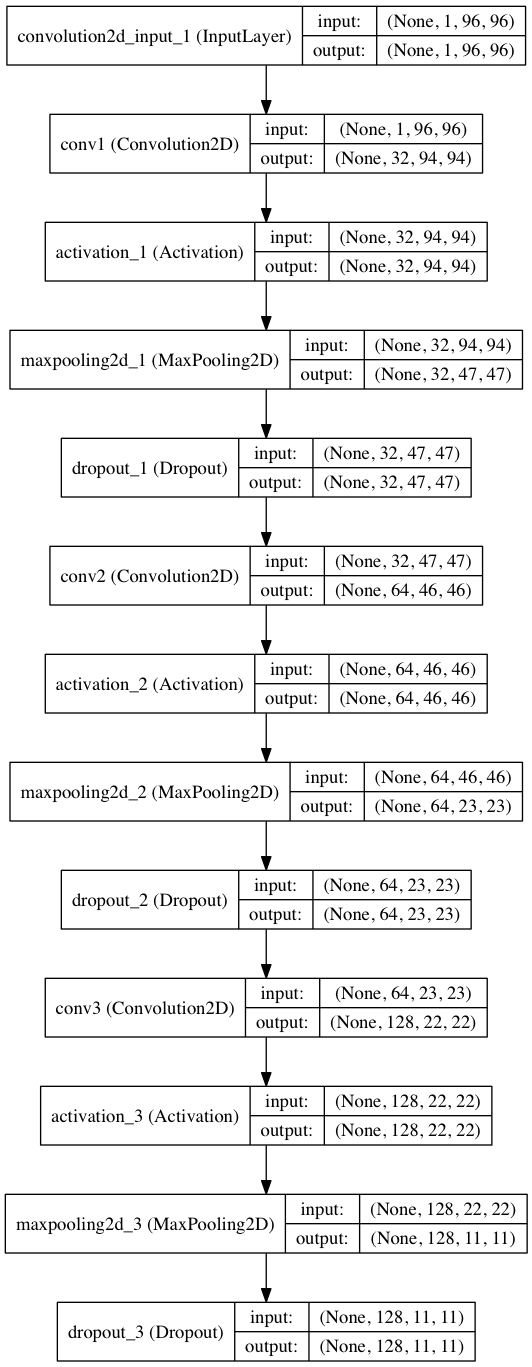 convolution2d_input_1 (InputLayer)
input: (None, 1, 96, 96)
output: (None, 1, 96, 96)
conv1 (Convolution2D)
input: (None, 1, 96, 96)
output: (None, 32, 94, 94)
activation_1 (Activation)
input: (None, 32, 94, 94)
output: (None, 32, 94, 94)
maxpooling2d_1 (MaxPooling2D)
input: (None, 32, 94, 94)
output: (None, 32, 47, 47)
dropout_1 (Dropout)
input: (None, 32, 47, 47)
output: (None, 32, 47, 47)
conv2 (Convolution2D)
input: (None, 32, 47, 47)
output: (None, 64, 46, 46)
activation_2 (Activation)
input: (None, 64, 46, 46)
output: (None, 64, 46, 46)
maxpooling2d_2 (MaxPooling2D)
input: (None, 64, 46, 46)
output: (None, 64, 23, 23)
dropout_2 (Dropout)
input: (None, 64, 23, 23)
output: (None, 64, 23, 23)
conv3 (Convolution2D)
input: (None, 64, 23, 23)
output: (None, 128, 22, 22)
activation_3 (Activation)
input: (None, 128, 22, 22)
output: (None, 128, 22, 22)
maxpooling2d_3 (MaxPooling2D)
input: (None, 128, 22, 22)
output: (None, 128, 11, 11)
dropout_3 (Dropout)
input: (None, 128, 11, 11)
output: (None, 128, 11, 11)